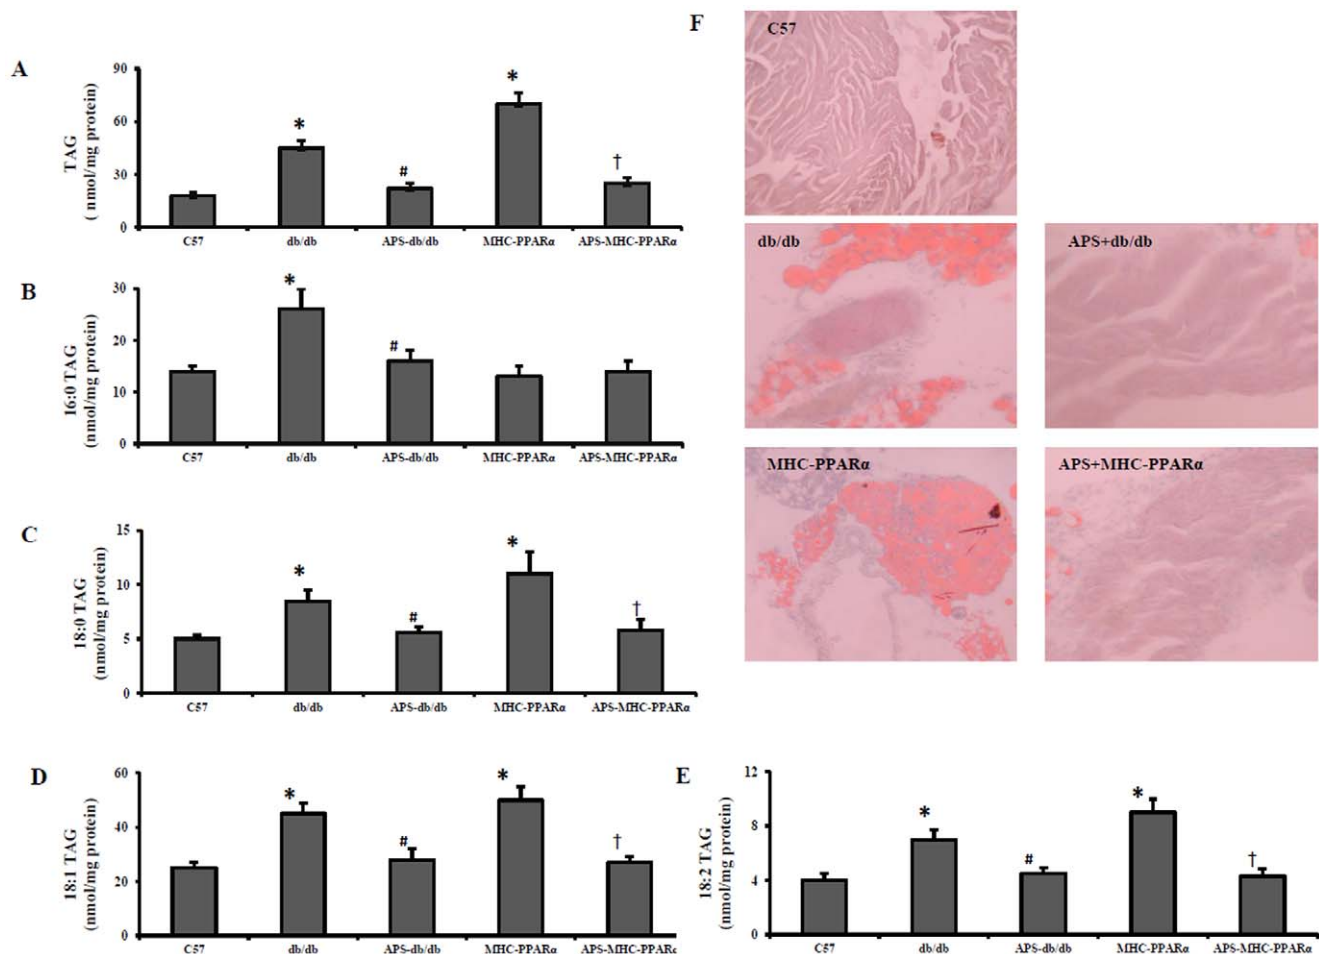 A
TAG
( nmol/mg protein)
90
60
30
0
*
#
*
†
C57
db/db
APS-db/db
MHC-PPARα
APS-MHC-PPARα
B
16:0 TAG
(nmol/mg protein)
30
20
10
0
*
#
C57
db/db
APS-db/db
MHC-PPARα
APS-MHC-PPARα
C
18:0 TAG
(nmol/mg protein)
15
10
5
0
*
#
*
†
C57
db/db
APS-db/db
MHC-PPARα
APS-MHC-PPARα
D
18:1 TAG
(nmol/mg protein)
60
40
20
0
*
#
*
†
C57
db/db
APS-db/db
MHC-PPARα
APS-MHC-PPARα
E
18:2 TAG
(nmol/mg protein)
12
8
4
0
*
#
*
†
C57
db/db
APS-db/db
MHC-PPARα
APS-MHC-PPARα
F
C57
db/db
APS+db/db
MHC-PPARα
APS+MHC-PPARα